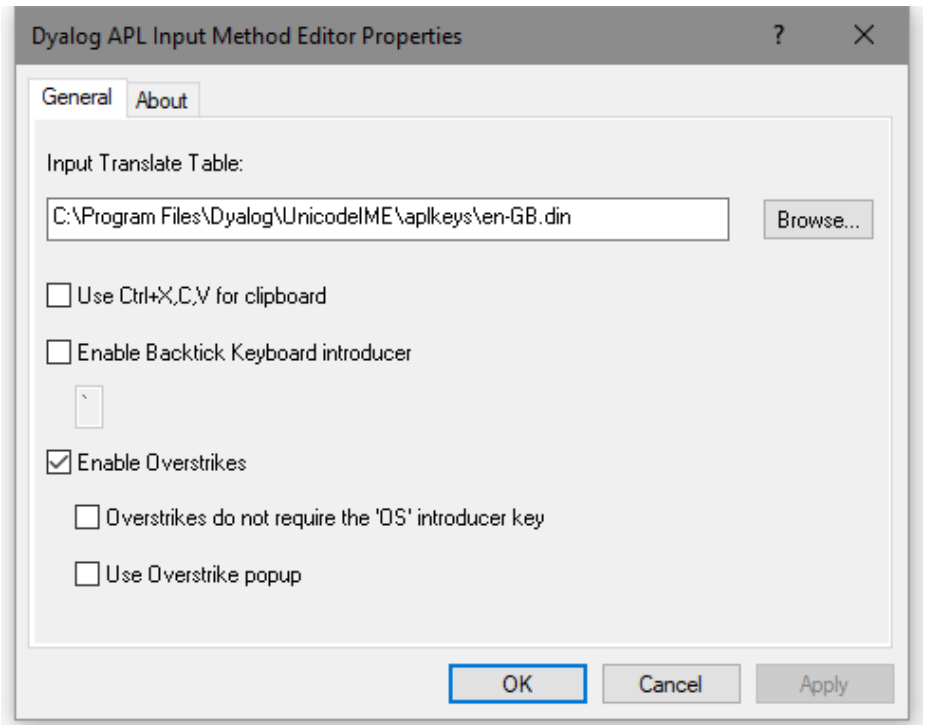 Dyalog APL Input Method Editor Properties ?
General About
Input Translate Table:
C:\Program Files\Dyalog\UnicodeIME\aplkeys\en-GB.din Browse...
Use Ctrl+X,C,V for clipboard
Enable Backtick Keyboard introducer
`
Enable Overstrikes
Overstrikes do not require the 'OS' introducer key
Use Overstrike popup
OK Cancel Apply